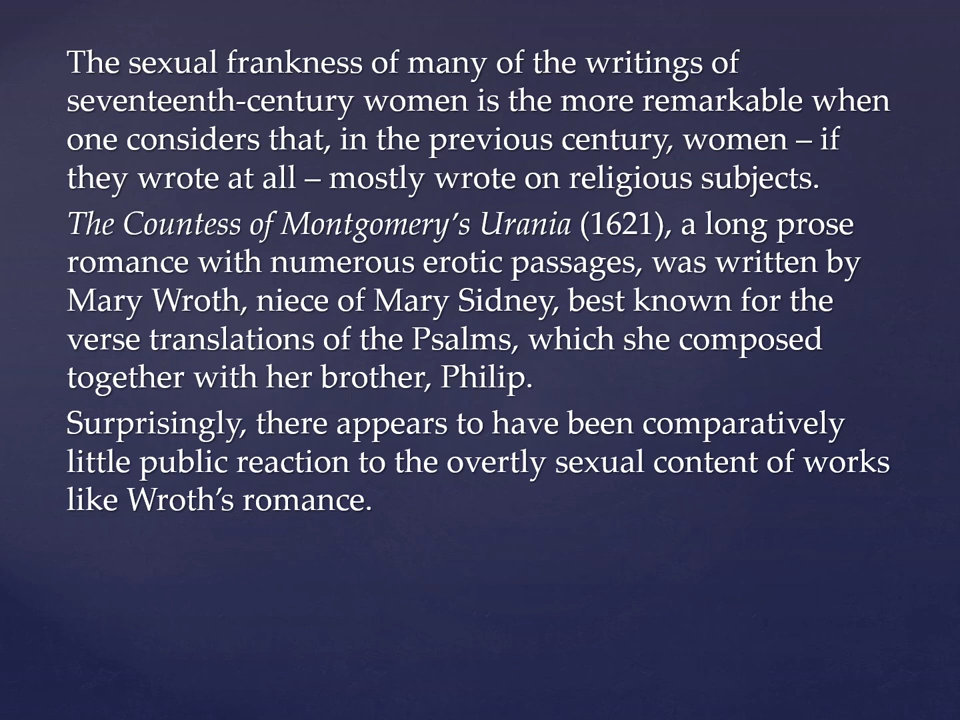 The sexual frankness of many of the writings of
seventeenth-century women is the more remarkable when
one considers that, in the previous century, women – if
they wrote at all – mostly wrote on religious subjects.
The Countess of Montgomery’s Urania (1621), a long prose
romance with numerous erotic passages, was written by
Mary Wroth, niece of Mary Sidney, best known for the
verse translations of the Psalms, which she composed
together with her brother, Philip.
Surprisingly, there appears to have been comparatively
little public reaction to the overtly sexual content of works
like Wroth’s romance.